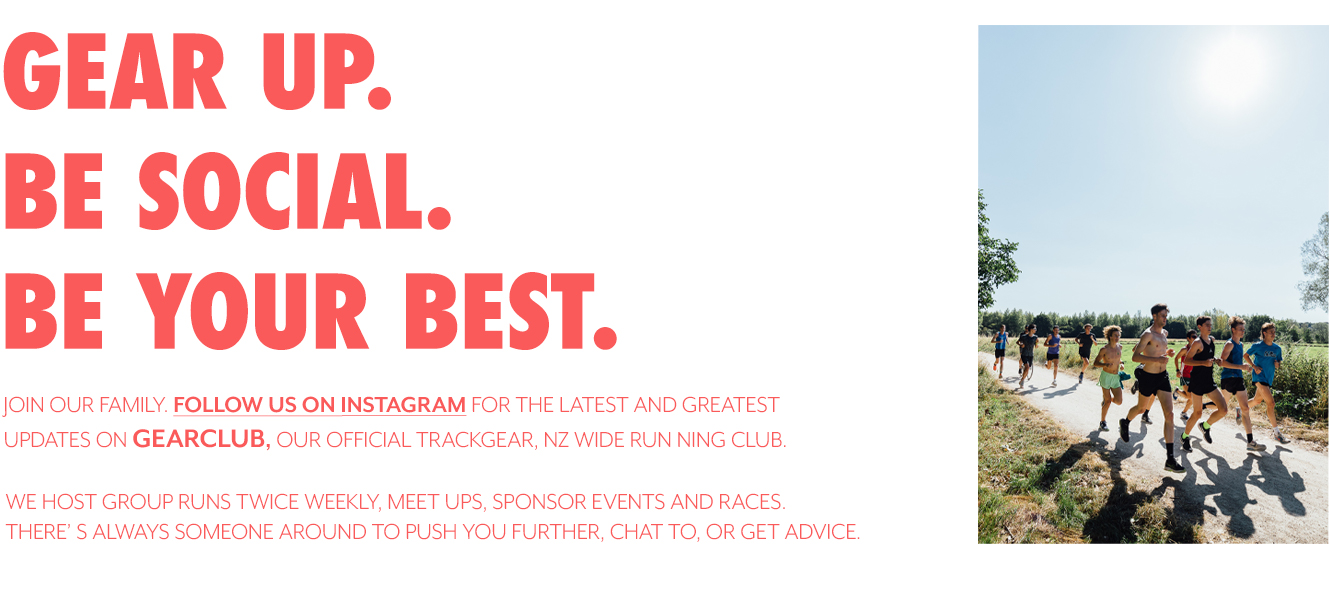 GEAR UP.
BE SOCIAL.
BE YOUR BEST.
JOIN OUR FAMILY. FOLLOW US ON INSTAGRAM FOR THE LATEST AND GREATEST
UPDATES ON GEARCLUB, OUR OFFICIAL TRACKGEAR, NZ WIDE RUN NING CLUB.
WE HOST GROUP RUNS TWICE WEEKLY, MEET UPS, SPONSOR EVENTS AND RACES.
THERE’ S ALWAYS SOMEONE AROUND TO PUSH YOU FURTHER, CHAT TO, OR GET ADVICE.